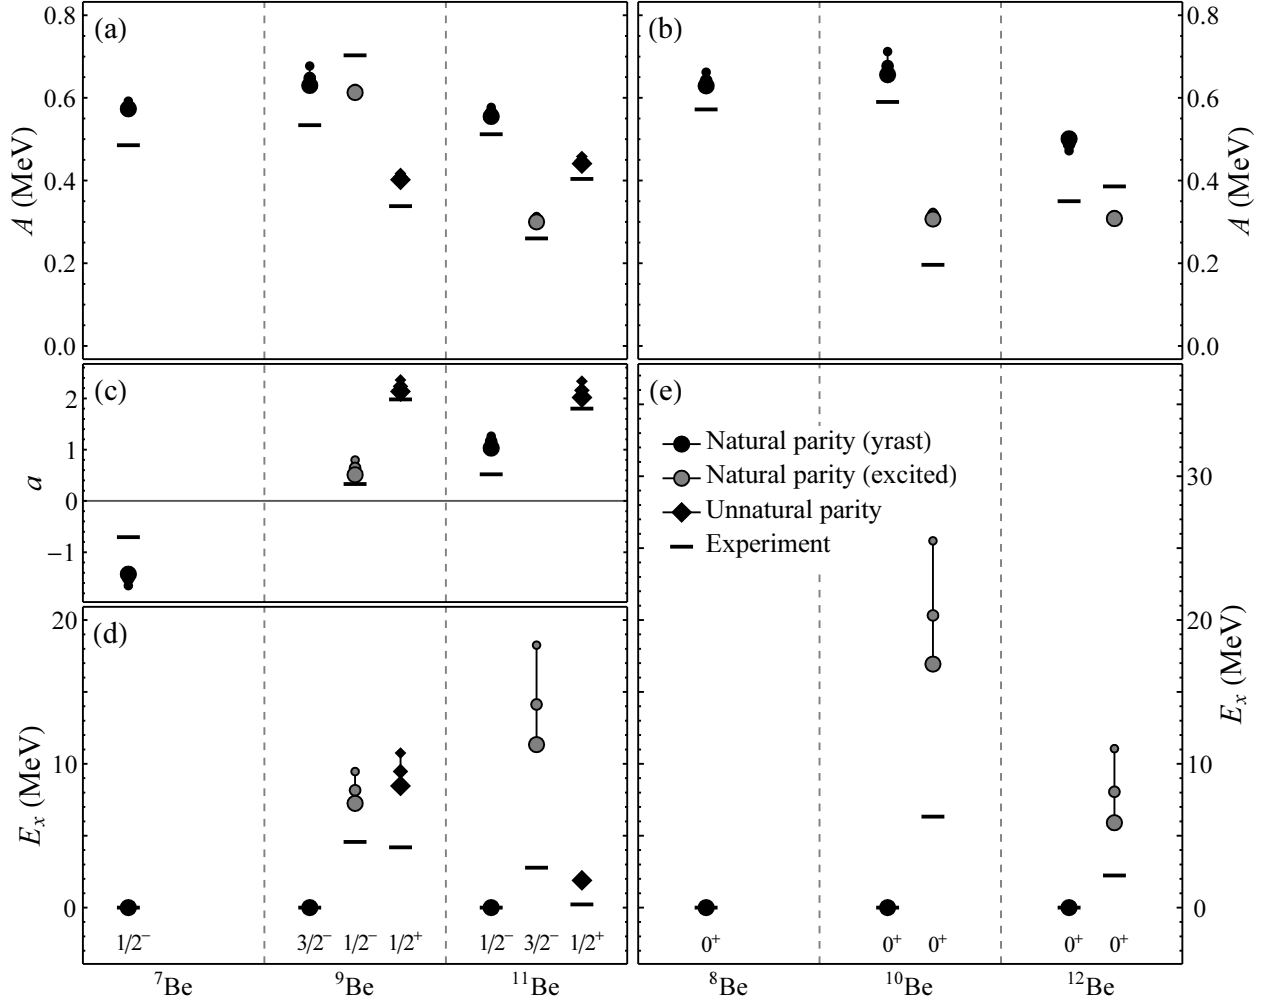 (a)
(b)
0.8
0.6
0.4
0.2
0.0
A (MeV)
0.8
0.6
0.4
0.2
0.0
A (MeV)
(c)
2
1
0
−1
a
(d)
20
10
0
E_x (MeV)
(e)
Natural parity (yrast)
Natural parity (excited)
Unnatural parity
Experiment
30
20
10
0
E_x (MeV)
1/2⁻ 3/2⁻ 1/2⁻ 1/2⁺ 1/2⁻ 3/2⁻ 1/2⁺ 0⁺ 0⁺ 0⁺ 0⁺ 0⁺
⁷Be ⁹Be ¹¹Be ⁸Be ¹⁰Be ¹²Be